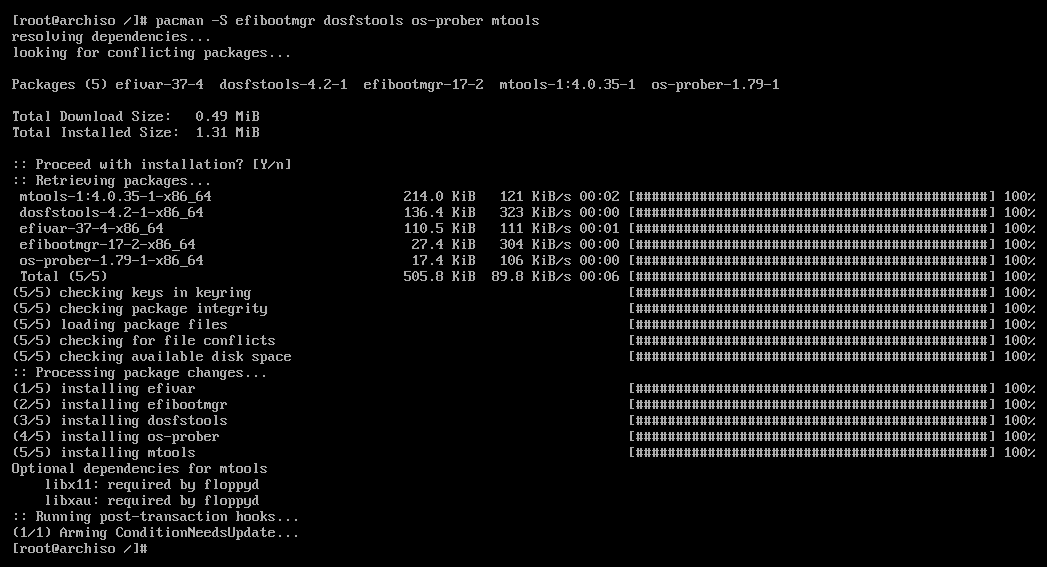 [root@archiso /]# pacman -S efibootmgr dosfstools os-prober mtools
resolving dependencies...
looking for conflicting packages...
Packages (5) efivar-37-4  dosfstools-4.2-1  efibootmgr-17-2  mtools-1:4.0.35-1  os-prober-1.79-1
Total Download Size:   0.49 MiB
Total Installed Size:  1.31 MiB
:: Proceed with installation? [Y/n]
:: Retrieving packages...
 mtools-1:4.0.35-1-x86_64                        214.0 KiB   121 KiB/s 00:02 [############################################] 100%
 dosfstools-4.2-1-x86_64                         136.4 KiB   323 KiB/s 00:00 [############################################] 100%
 efivar-37-4-x86_64                              110.5 KiB   111 KiB/s 00:01 [############################################] 100%
 efibootmgr-17-2-x86_64                           27.4 KiB   304 KiB/s 00:00 [############################################] 100%
 os-prober-1.79-1-x86_64                          17.4 KiB   106 KiB/s 00:00 [############################################] 100%
 Total (5/5)                                     505.8 KiB  89.8 KiB/s 00:06 [############################################] 100%
(5/5) checking keys in keyring                                               [############################################] 100%
(5/5) checking package integrity                                             [############################################] 100%
(5/5) loading package files                                                  [############################################] 100%
(5/5) checking for file conflicts                                            [############################################] 100%
(5/5) checking available disk space                                          [############################################] 100%
:: Processing package changes...
(1/5) installing efivar                                                      [############################################] 100%
(2/5) installing efibootmgr                                                  [############################################] 100%
(3/5) installing dosfstools                                                  [############################################] 100%
(4/5) installing os-prober                                                   [############################################] 100%
(5/5) installing mtools                                                      [############################################] 100%
Optional dependencies for mtools
    libx11: required by floppyd
    libxau: required by floppyd
:: Running post-transaction hooks...
(1/1) Arming ConditionNeedsUpdate...
[root@archiso /]#